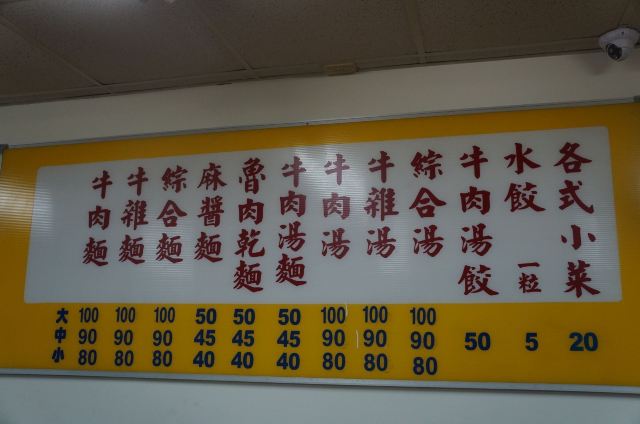 牛肉麵
牛雜麵
綜合麵
麻醬麵
魯肉乾麵
牛肉湯麵
牛肉湯
牛雜湯
綜合湯
牛肉湯餃
水餃 一粒
各式小菜
大 100 100 100 50 50 50 100 100 100
中 90 90 90 45 45 45 90 90 90 50 5 20
小 80 80 80 40 40 40 80 80 80